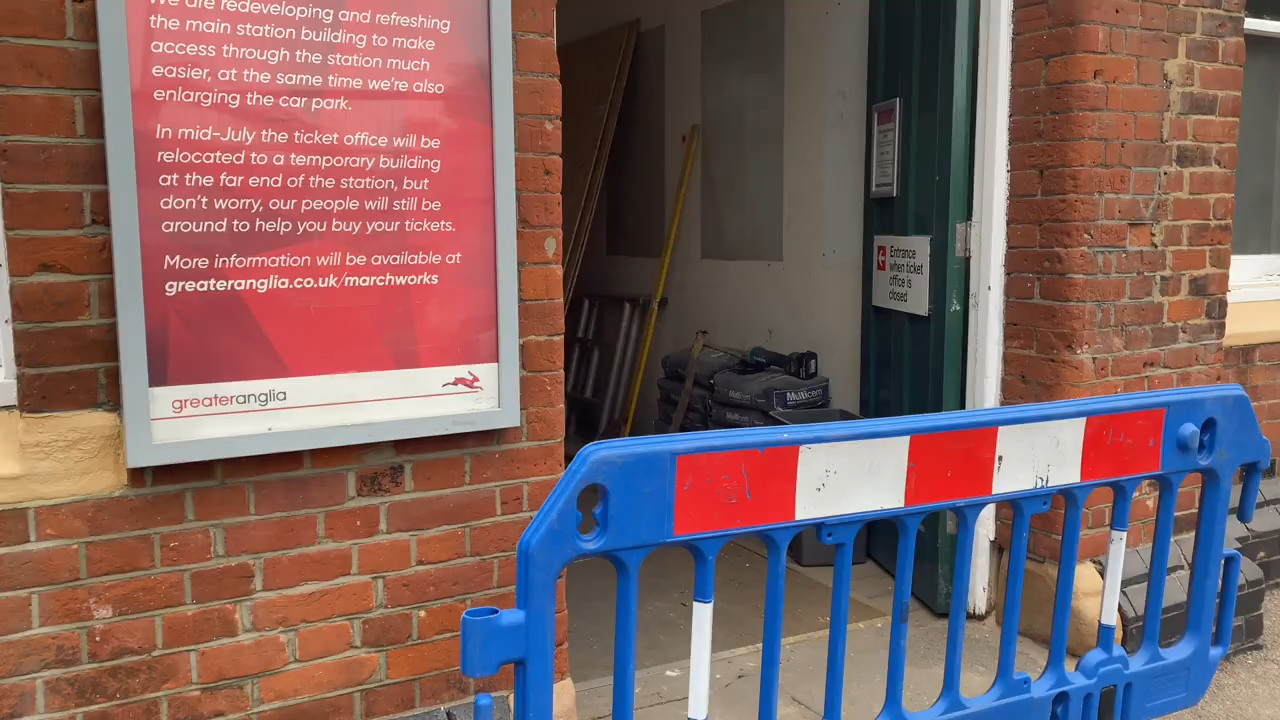 We are redeveloping and refreshing
the main station building to make
access through the station much
easier, at the same time we're also
enlarging the car park.
In mid-July the ticket office will be
relocated to a temporary building
at the far end of the station, but
don't worry, our people will still be
around to help you buy your tickets.
More information will be available at
greateranglia.co.uk/marchworks
greateranglia
Entrance
when ticket
office is
closed
Multicem